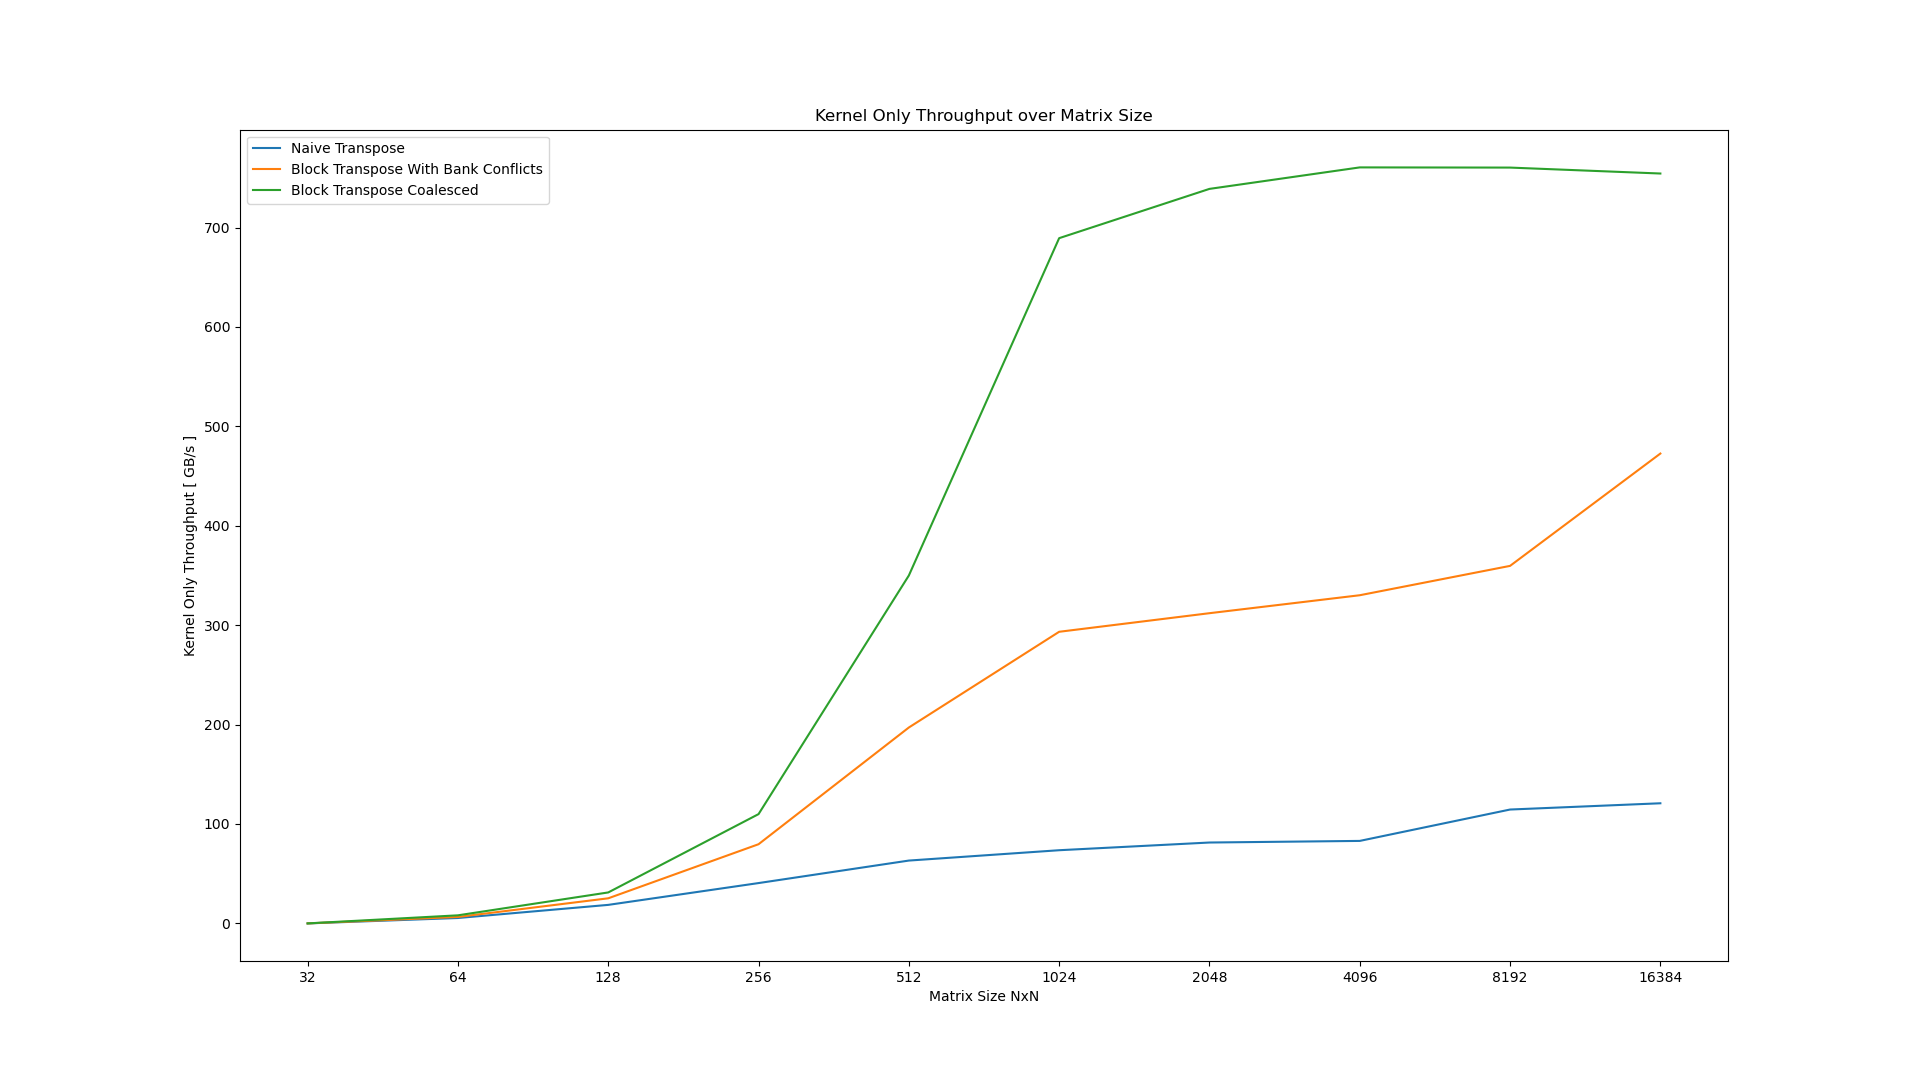 Kernel Only Throughput over Matrix Size
Naive Transpose
Block Transpose With Bank Conflicts
Block Transpose Coalesced
Kernel Only Throughput [ GB/s ]
700
600
500
400
300
200
100
0
32 64 128 256 512 1024 2048 4096 8192 16384
Matrix Size NxN